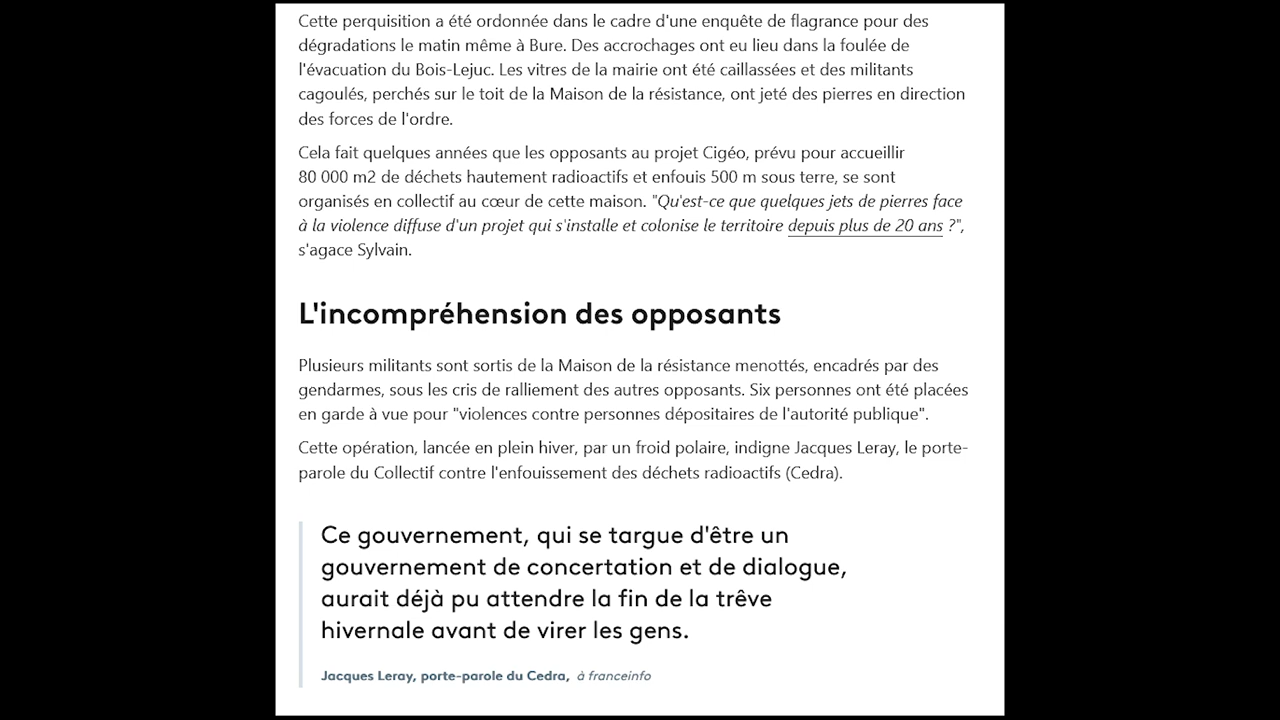 Cette perquisition a été ordonnée dans le cadre d'une enquête de flagrance pour des
dégradations le matin même à Bure. Des accrochages ont eu lieu dans la foulée de
l'évacuation du Bois-Lejuc. Les vitres de la mairie ont été caillassées et des militants
cagoulés, perchés sur le toit de la Maison de la résistance, ont jeté des pierres en direction
des forces de l'ordre.
Cela fait quelques années que les opposants au projet Cigéo, prévu pour accueillir
80 000 m2 de déchets hautement radioactifs et enfouis 500 m sous terre, se sont
organisés en collectif au cœur de cette maison. "Qu'est-ce que quelques jets de pierres face
à la violence diffuse d'un projet qui s'installe et colonise le territoire depuis plus de 20 ans ?",
s'agace Sylvain.
L'incompréhension des opposants
Plusieurs militants sont sortis de la Maison de la résistance menottés, encadrés par des
gendarmes, sous les cris de ralliement des autres opposants. Six personnes ont été placées
en garde à vue pour "violences contre personnes dépositaires de l'autorité publique".
Cette opération, lancée en plein hiver, par un froid polaire, indigne Jacques Leray, le porte-
parole du Collectif contre l'enfouissement des déchets radioactifs (Cedra).
Ce gouvernement, qui se targue d'être un
gouvernement de concertation et de dialogue,
aurait déjà pu attendre la fin de la trêve
hivernale avant de virer les gens.
Jacques Leray, porte-parole du Cedra, à franceinfo